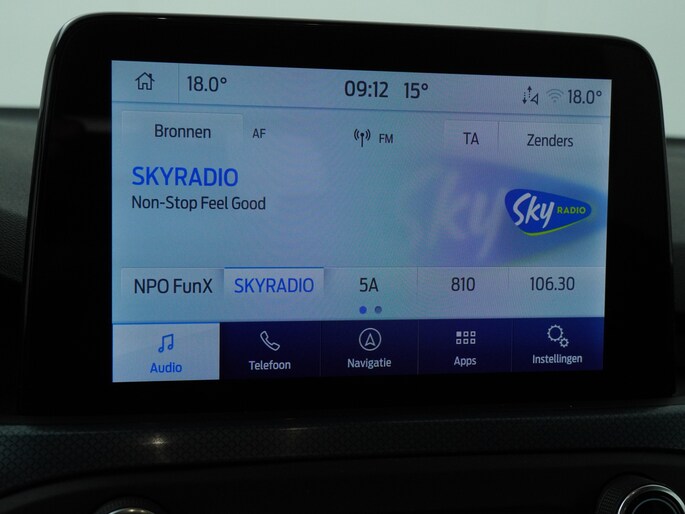 18.0° 09:12 15° 18.0°
Bronnen AF FM TA Zenders
SKYRADIO
Non-Stop Feel Good
Sky RADIO
NPO FunX SKYRADIO 5A 810 106.30
Audio Telefoon Navigatie Apps Instellingen